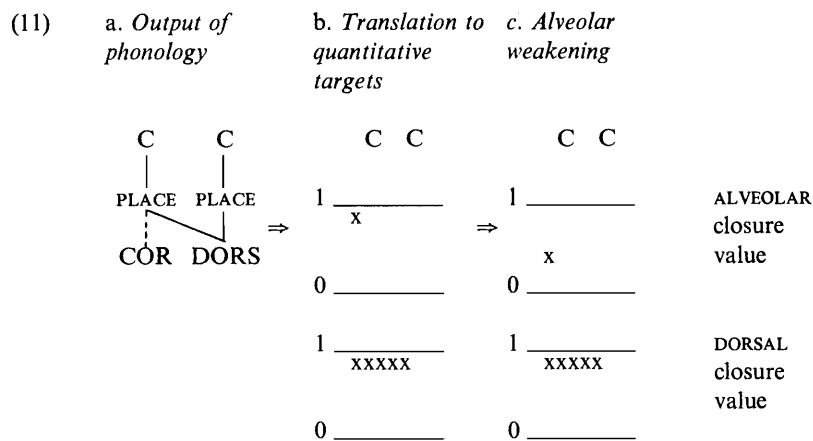 (11) a. Output of phonology b. Translation to quantitative targets c. Alveolar weakening
C C C C C C
1 1 ALVEOLAR
PLACE PLACE x closure
⇒ ⇒ value
COR DORS x
0 0
1 1 DORSAL
xxxxx xxxxx closure
value
0 0